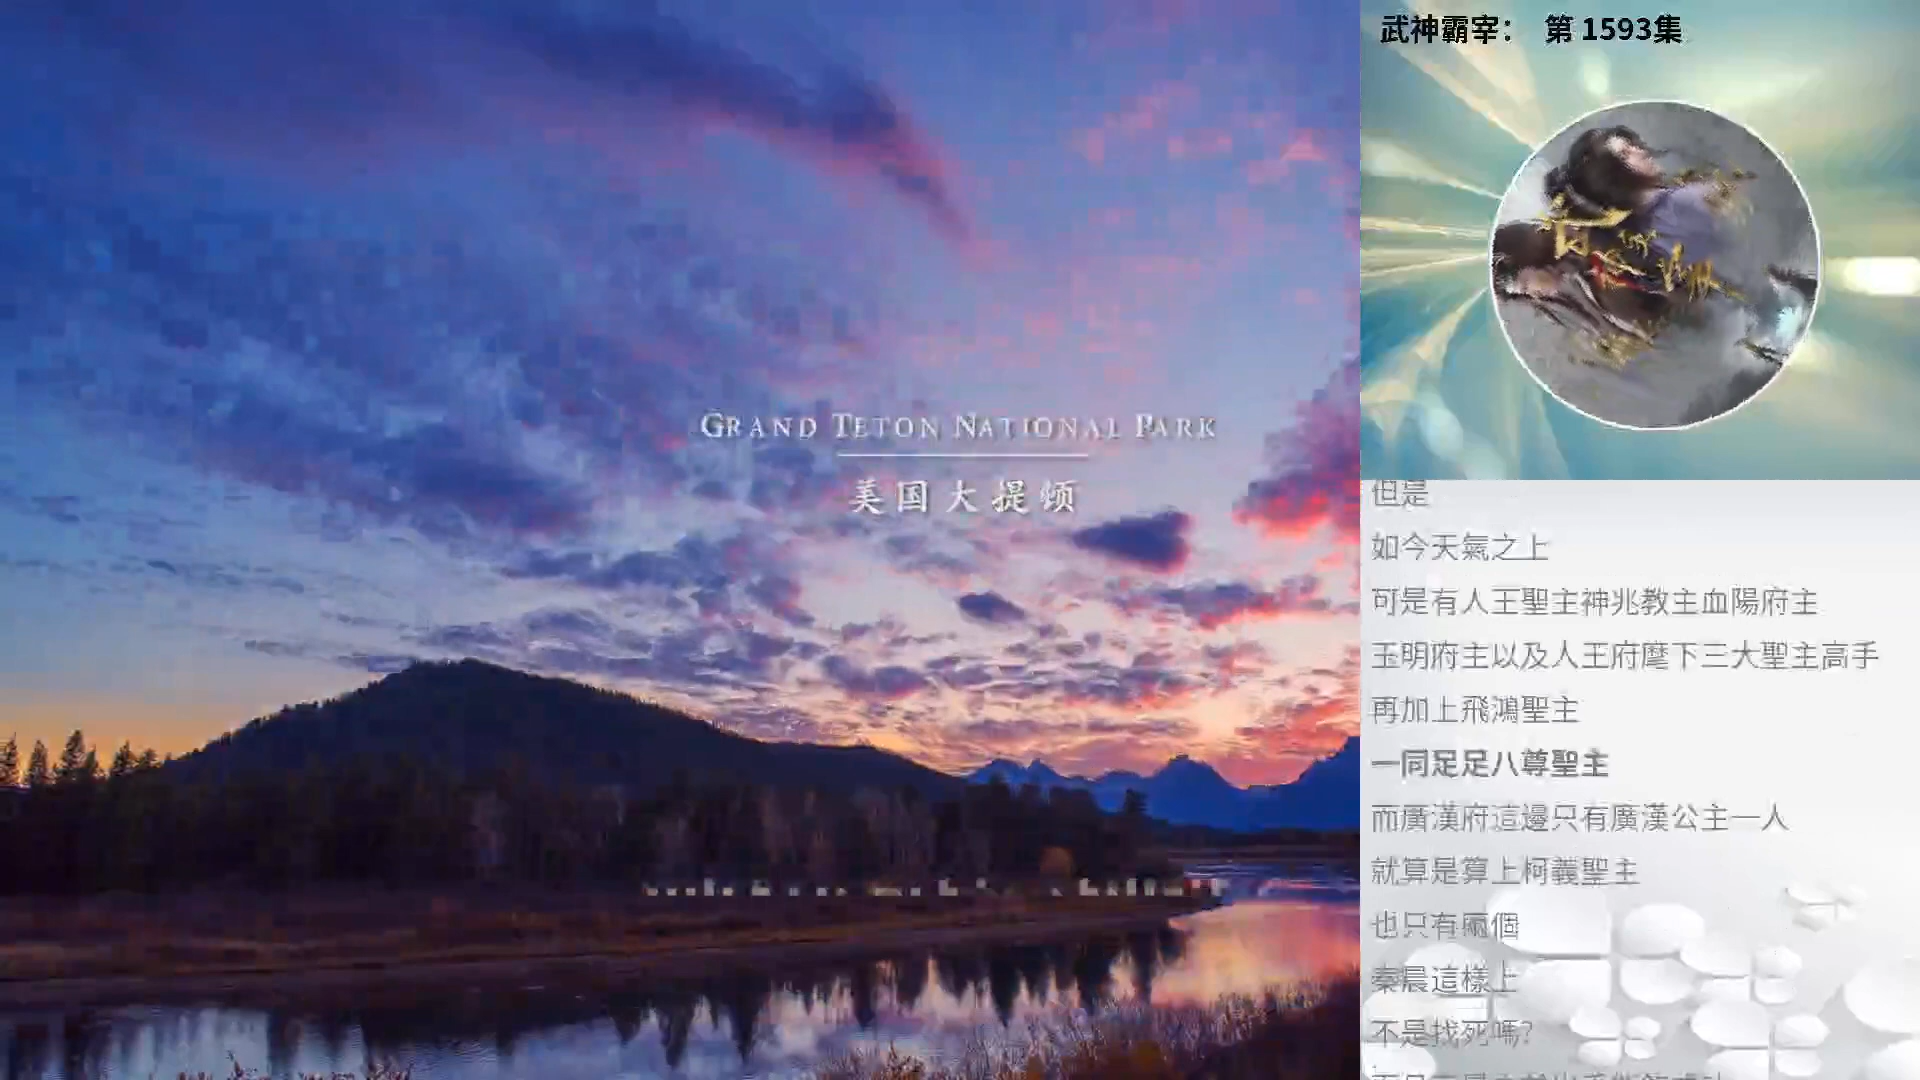 GRAND TETON NATIONAL PARK
美国大提顿
武神霸宰： 第 1593集
但是
如今天氣之上
可是有人王聖主神兆教主血陽府主
玉明府主以及人王府麾下三大聖主高手
再加上飛鴻聖主
一同足足八尊聖主
而廣漢府這邊只有廣漢公主一人
就算是算上柯義聖主
也只有兩個
秦晨這樣上
不是找死嗎?